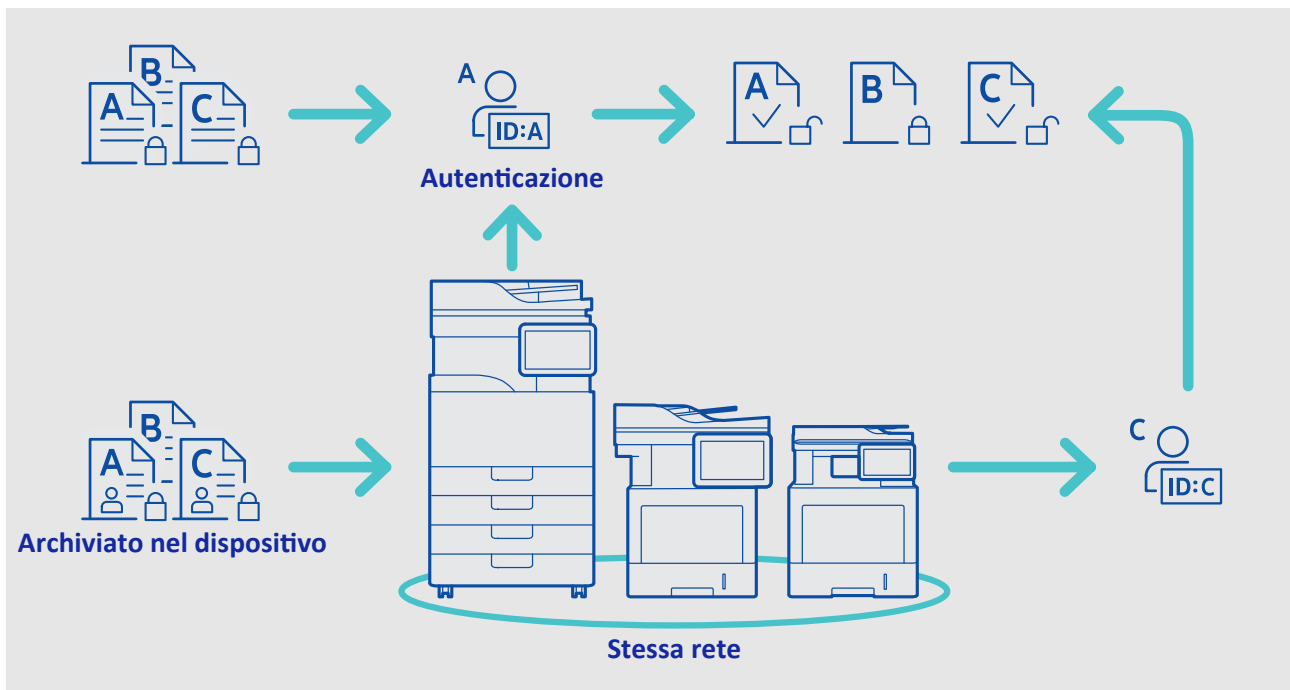 B
A
C
A
ID:A
Autenticazione
A
B
C
B
A
C
Archiviato nel dispositivo
C
ID:C
Stessa rete